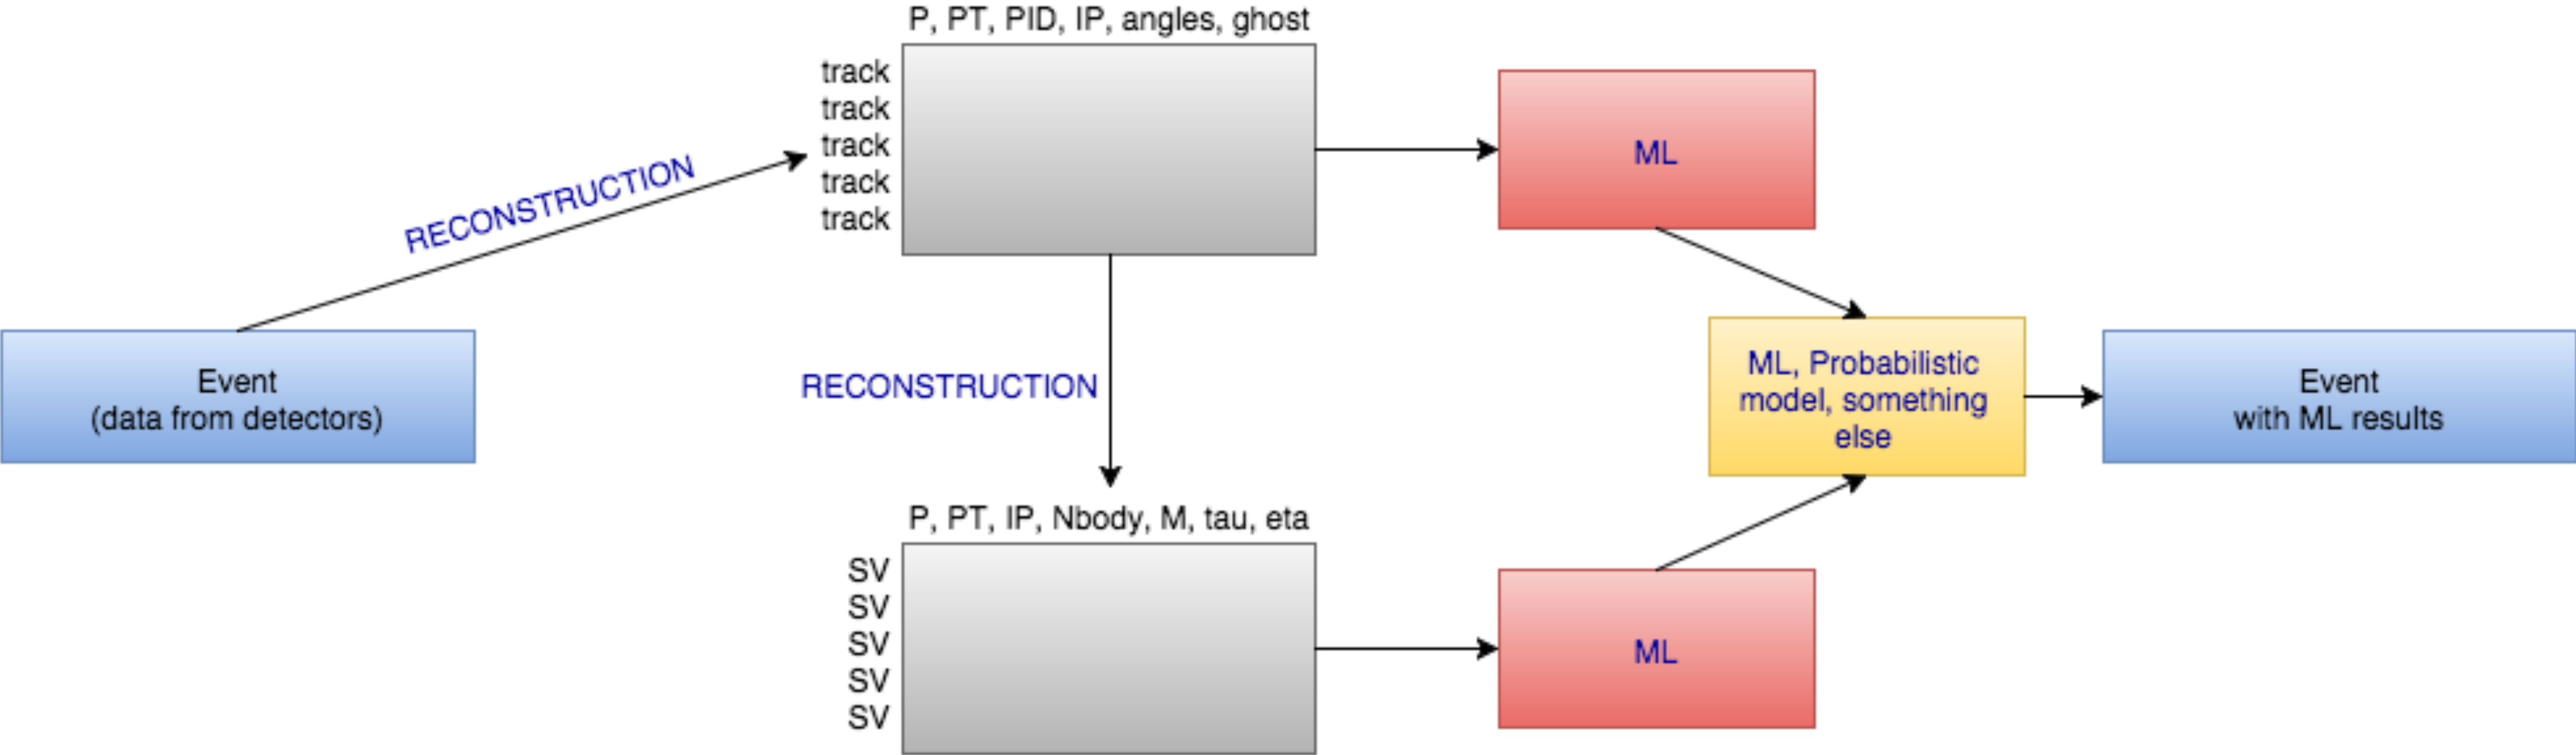 P, PT, PID, IP, angles, ghost
track
track
track
track
track
ML
RECONSTRUCTION
Event
(data from detectors)
RECONSTRUCTION
ML, Probabilistic
model, something
else
Event
with ML results
P, PT, IP, Nbody, M, tau, eta
SV
SV
SV
SV
SV
ML